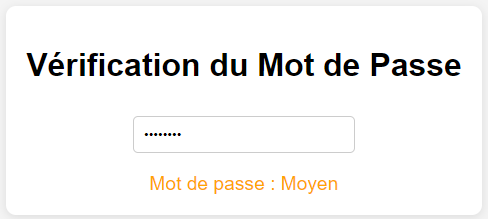 Vérification du Mot de Passe
••••••••
Mot de passe : Moyen